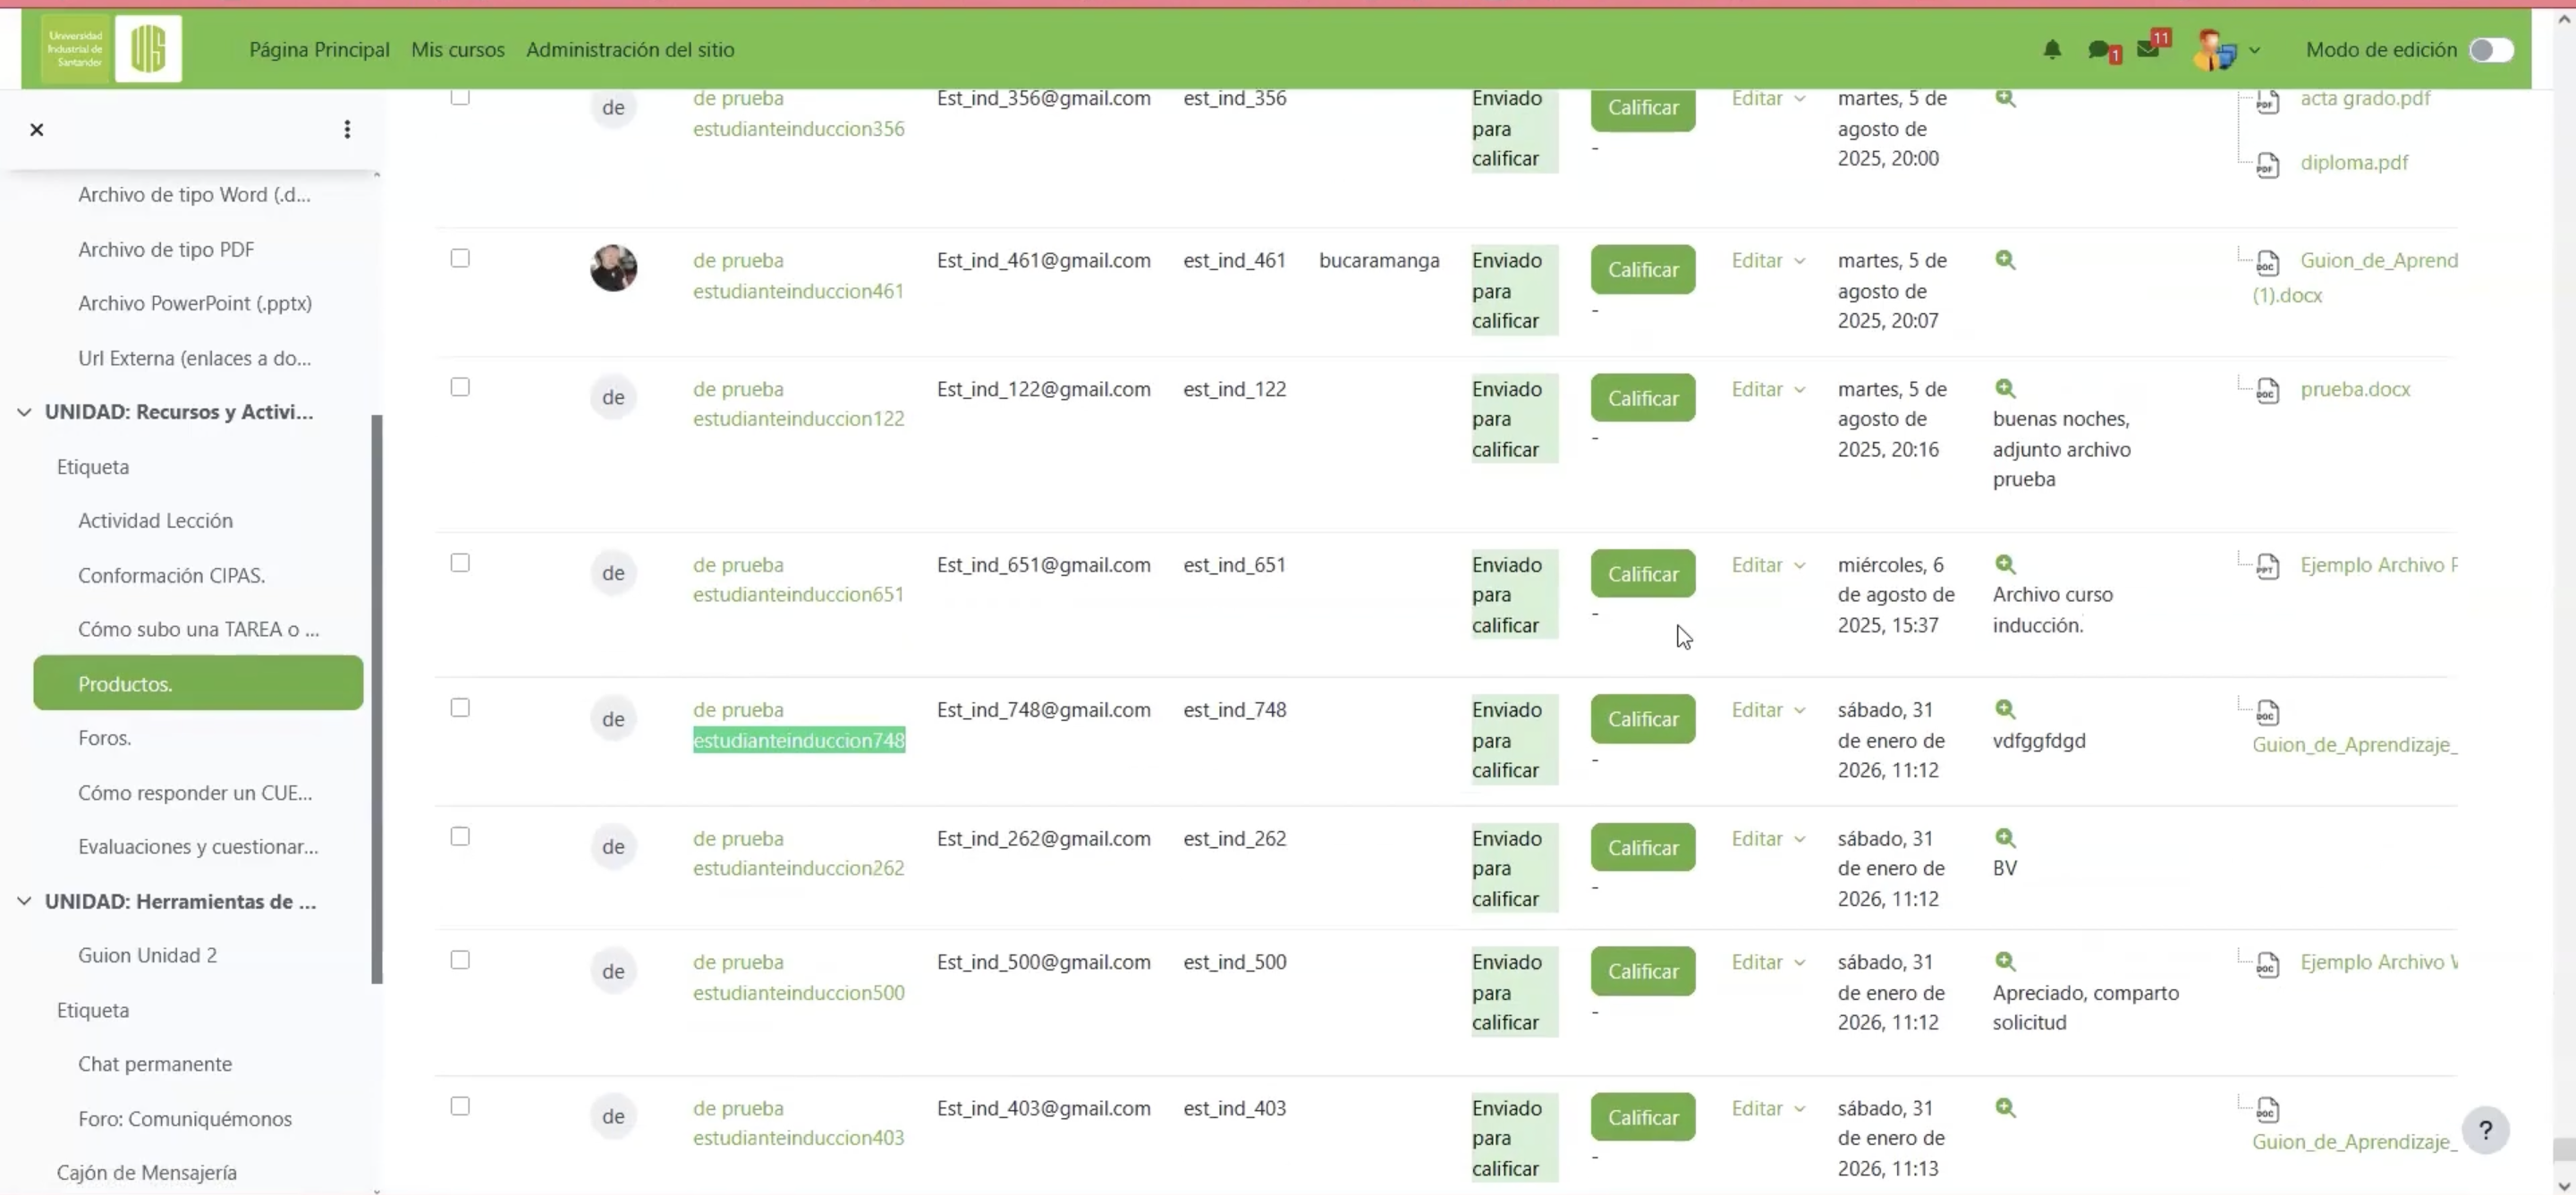 Universidad
Industrial de
Santander
UIS
Página Principal
Mis cursos
Administración del sitio
1
11
Modo de edición
Archivo de tipo Word (.d...
Archivo de tipo PDF
Archivo PowerPoint (.pptx)
Url Externa (enlaces a do...
UNIDAD: Recursos y Activi...
Etiqueta
Actividad Lección
Conformación CIPAS.
Cómo subo una TAREA o ...
Productos.
Foros.
Cómo responder un CUE...
Evaluaciones y cuestionar...
UNIDAD: Herramientas de ...
Guion Unidad 2
Etiqueta
Chat permanente
Foro: Comuniquémonos
Cajón de Mensajería
de
de prueba
estudianteinduccion356
Est_ind_356@gmail.com
est_ind_356
Enviado
para
calificar
Calificar
-
Editar
martes, 5 de
agosto de
2025, 20:00
PDF
acta grado.pdf
PDF
diploma.pdf
de prueba
estudianteinduccion461
Est_ind_461@gmail.com
est_ind_461
bucaramanga
Enviado
para
calificar
Calificar
-
Editar
martes, 5 de
agosto de
2025, 20:07
DOC
Guion_de_Aprend
(1).docx
de
de prueba
estudianteinduccion122
Est_ind_122@gmail.com
est_ind_122
Enviado
para
calificar
Calificar
-
Editar
martes, 5 de
agosto de
2025, 20:16
buenas noches,
adjunto archivo
prueba
DOC
prueba.docx
de
de prueba
estudianteinduccion651
Est_ind_651@gmail.com
est_ind_651
Enviado
para
calificar
Calificar
-
Editar
miércoles, 6
de agosto de
2025, 15:37
Archivo curso
inducción.
PPT
Ejemplo Archivo
de
de prueba
estudianteinduccion748
Est_ind_748@gmail.com
est_ind_748
Enviado
para
calificar
Calificar
-
Editar
sábado, 31
de enero de
2026, 11:12
vdfggfdgd
DOC
Guion_de_Aprendizaje_
de
de prueba
estudianteinduccion262
Est_ind_262@gmail.com
est_ind_262
Enviado
para
calificar
Calificar
-
Editar
sábado, 31
de enero de
2026, 11:12
BV
de
de prueba
estudianteinduccion500
Est_ind_500@gmail.com
est_ind_500
Enviado
para
calificar
Calificar
-
Editar
sábado, 31
de enero de
2026, 11:12
Apreciado, comparto
solicitud
DOC
Ejemplo Archivo
de
de prueba
estudianteinduccion403
Est_ind_403@gmail.com
est_ind_403
Enviado
para
calificar
Calificar
-
Editar
sábado, 31
de enero de
2026, 11:13
DOC
Guion_de_Aprendizaje_
?